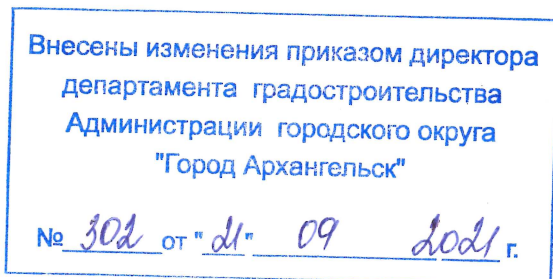 Внесены изменения приказом директора
департамента градостроительства
Администрации городского округа
"Город Архангельск"
№ 302 от "21" 09 2021 г.